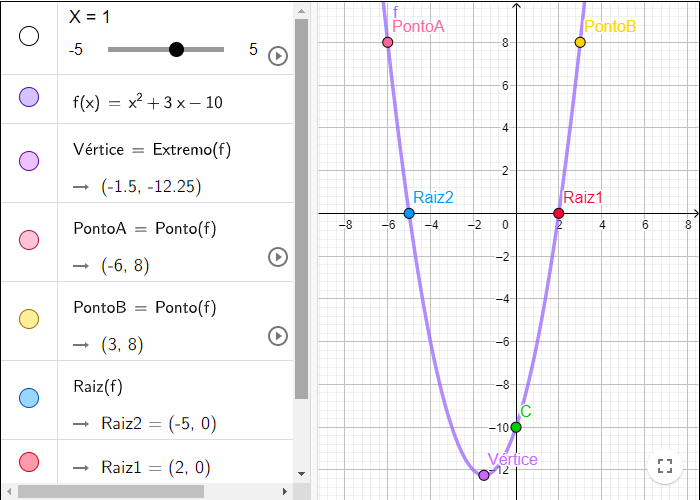 X = 1
-5 5
f(x) = x² + 3 x − 10
Vértice = Extremo(f)
→ (-1.5, -12.25)
PontoA = Ponto(f)
→ (-6, 8)
PontoB = Ponto(f)
→ (3, 8)
Raiz(f)
→ Raiz2 = (-5, 0)
→ Raiz1 = (2, 0)
f
PontoA
PontoB
8
6
4
2
Raiz2
Raiz1
−8 −6 −4 −2 0 2 4 6 8
−2
−4
−6
−8
C
−10
Vértice
−12